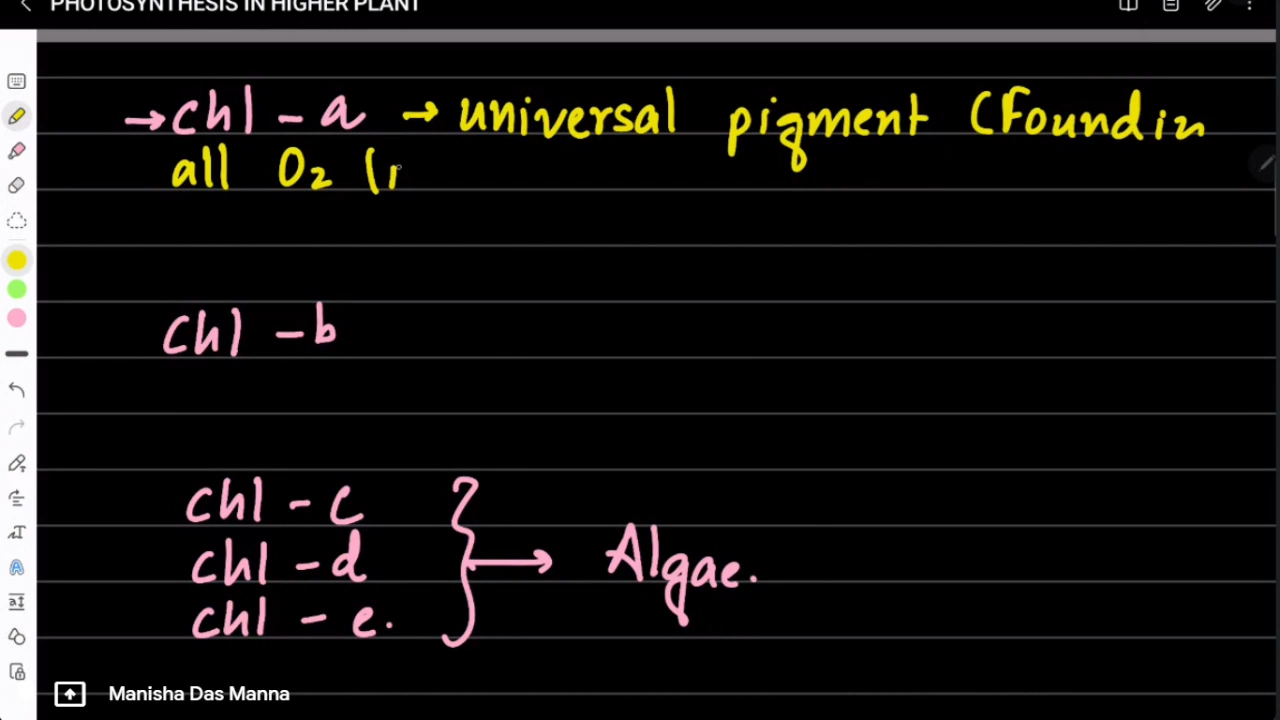 PHOTOSYNTHESIS IN HIGHER PLANT
→ chl - a → universal pigment (Found in
all O2 (
chl - b
chl - c
chl - d } → Algae.
chl - e.
Manisha Das Manna